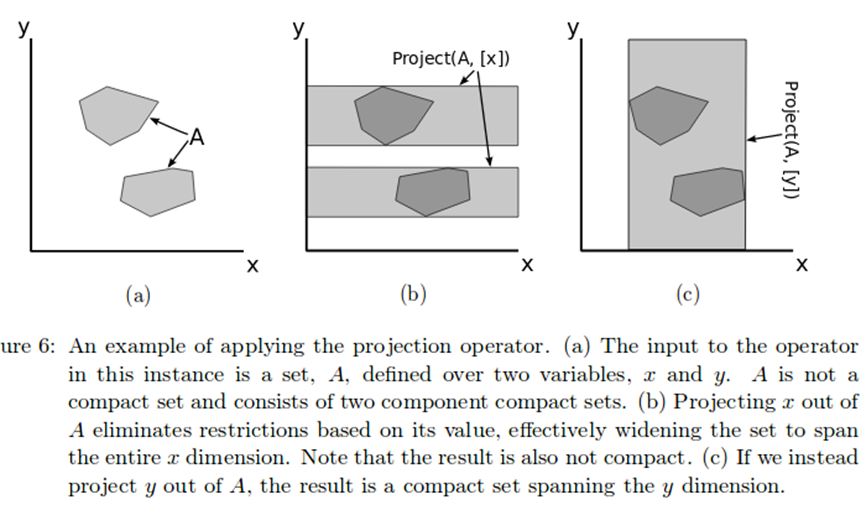 y
A
x
(a)
y
Project(A, [x])
x
(b)
y
Project(A, [y])
x
(c)
ure 6: An example of applying the projection operator. (a) The input to the operator
in this instance is a set, A, defined over two variables, x and y. A is not a
compact set and consists of two component compact sets. (b) Projecting x out of
A eliminates restrictions based on its value, effectively widening the set to span
the entire x dimension. Note that the result is also not compact. (c) If we instead
project y out of A, the result is a compact set spanning the y dimension.